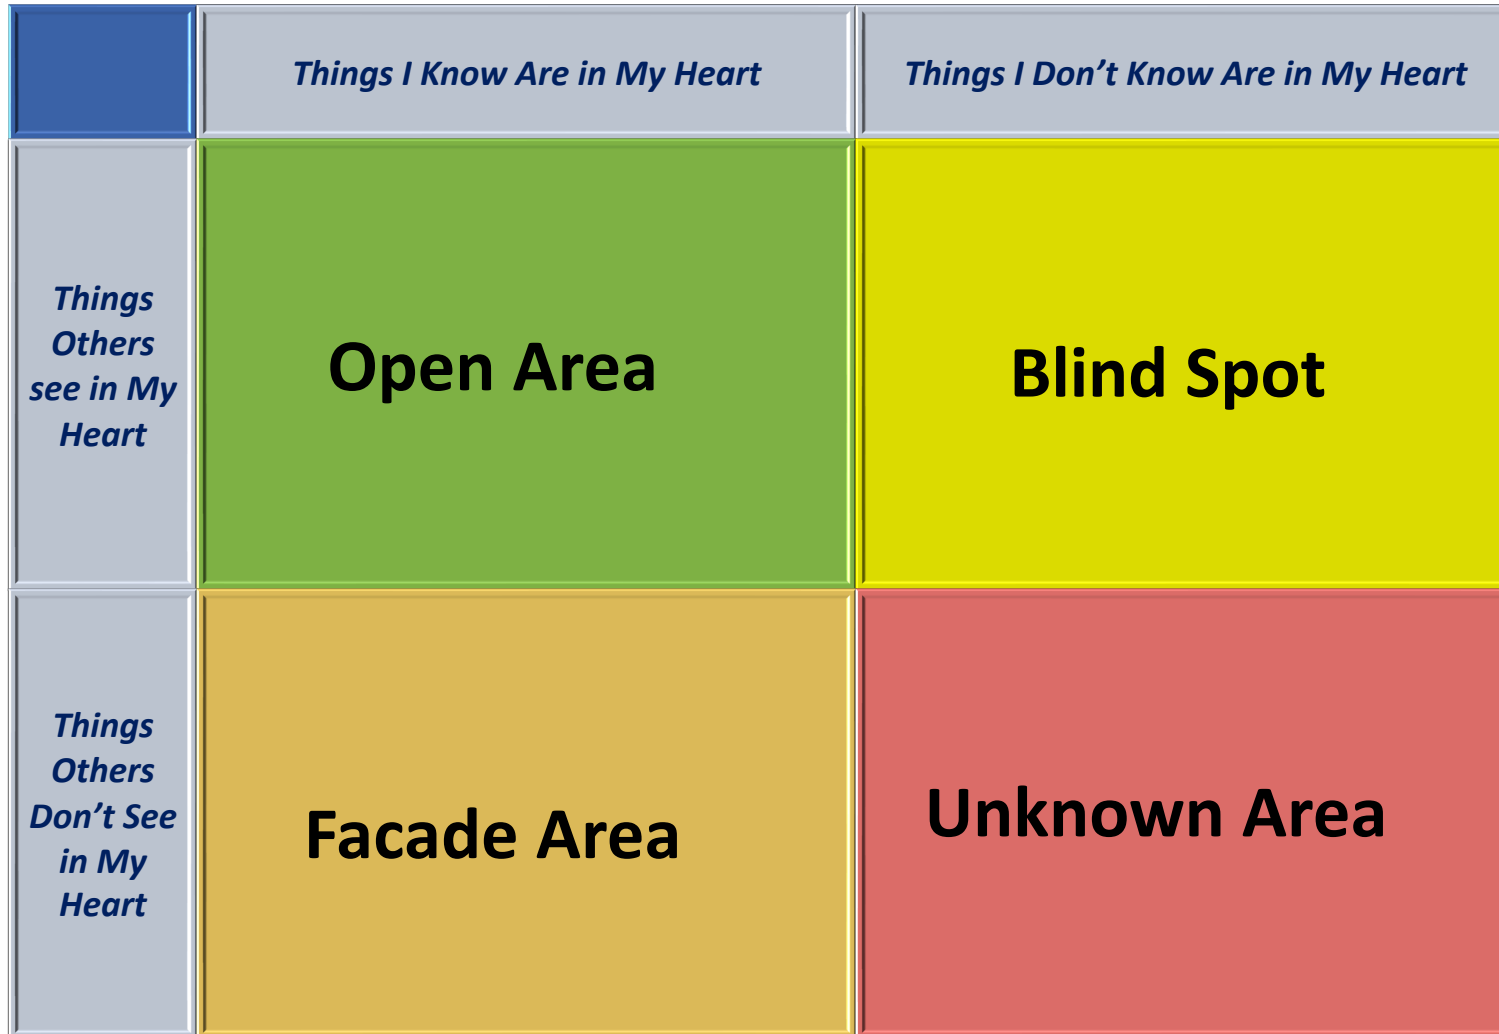 Things I Know Are in My Heart
Things I Don’t Know Are in My Heart
Things
Others
see in My
Heart
Open Area
Blind Spot
Things
Others
Don’t See
in My
Heart
Facade Area
Unknown Area